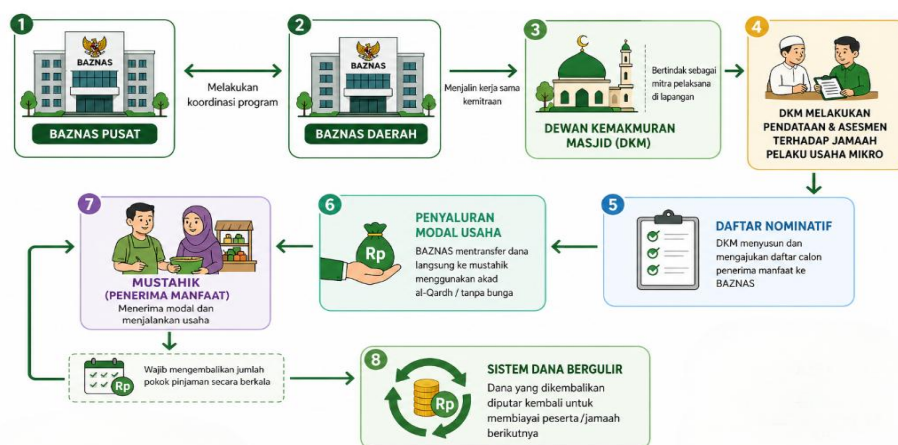 1
BAZNAS
BAZNAS PUSAT
Melakukan
koordinasi program
2
BAZNAS
BAZNAS DAERAH
Menjalin kerja sama
kemitraan
3
Bertindak sebagai
mitra pelaksana
di lapangan
DEWAN KEMAKMURAN
MASJID (DKM)
4
DKM MELAKUKAN
PENDATAAN & ASESMEN
TERHADAP JAMAAH
PELAKU USAHA MIKRO
5
DAFTAR NOMINATIF
DKM menyusun dan
mengajukan daftar calon
penerima manfaat ke
BAZNAS
6
PENYALURAN
MODAL USAHA
Rp
BAZNAS mentransfer dana
langsung ke mustahik
menggunakan akad
al-Qardh / tanpa bunga
7
MUSTAHIK
(PENERIMA MANFAAT)
Menerima modal dan
menjalankan usaha
Rp
Wajib mengembalikan jumlah
pokok pinjaman secara berkala
8
Rp
SISTEM DANA BERGULIR
Dana yang dikembalikan
diputar kembali untuk
membiayai peserta/jamaah
berikutnya